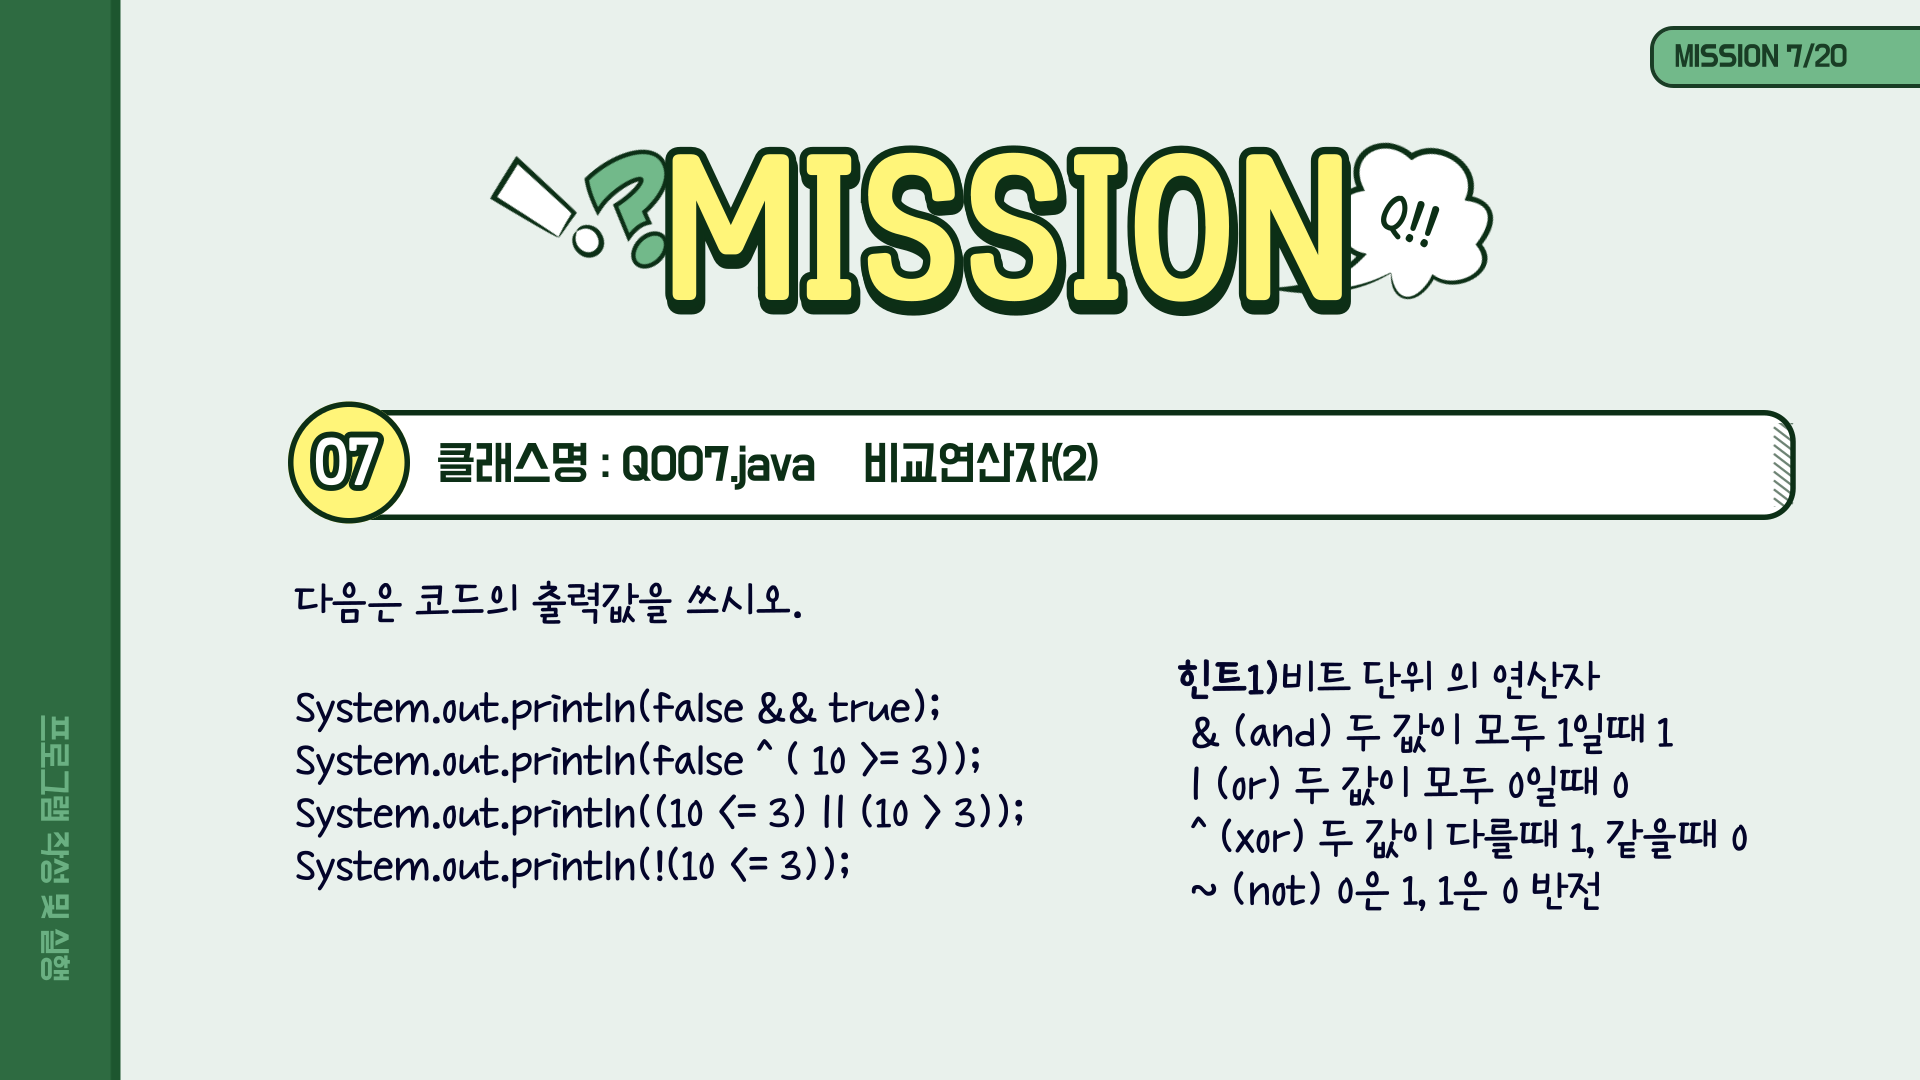 MISSION 7/20
!?MISSION
Q!!
07
클래스명 : Q007.java 비교연산자(2)
다음은 코드의 출력값을 쓰시오.
System.out.println(false && true);
System.out.println(false ^ ( 10 >= 3));
System.out.println((10 <= 3) || (10 > 3));
System.out.println(!(10 <= 3));
힌트1)비트 단위 의 연산자
& (and) 두 값이 모두 1일때 1
| (or) 두 값이 모두 0일때 0
^ (xor) 두 값이 다를때 1, 같을때 0
~ (not) 0은 1, 1은 0 반전
프로그램 작성 및 실행